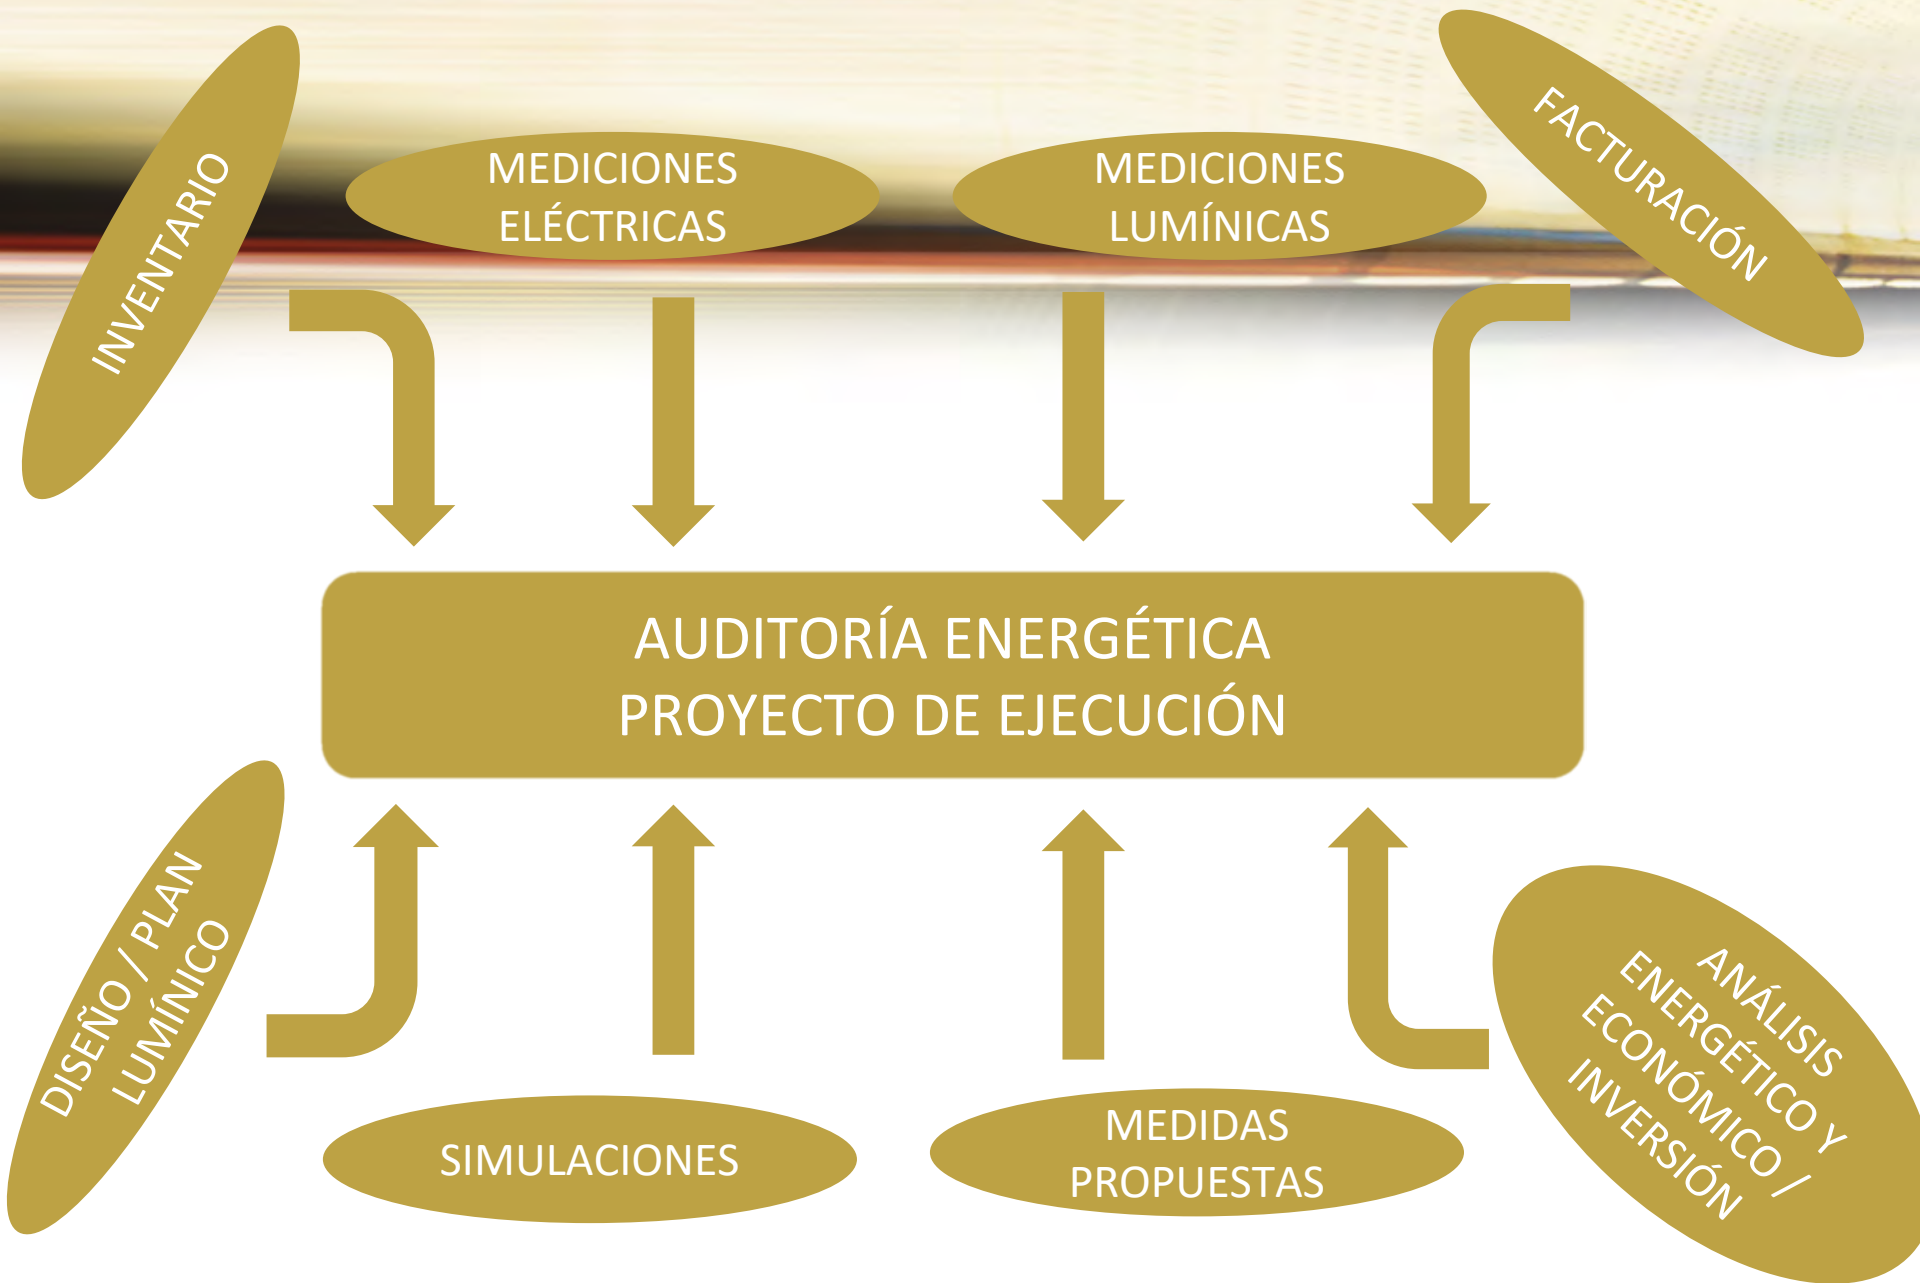 INVENTARIO
MEDICIONES
ELÉCTRICAS
MEDICIONES
LUMÍNICAS
FACTURACIÓN
AUDITORÍA ENERGÉTICA
PROYECTO DE EJECUCIÓN
DISEÑO / PLAN
LUMÍNICO
SIMULACIONES
MEDIDAS
PROPUESTAS
ANÁLISIS
ENERGÉTICO Y
ECONÓMICO /
INVERSIÓN